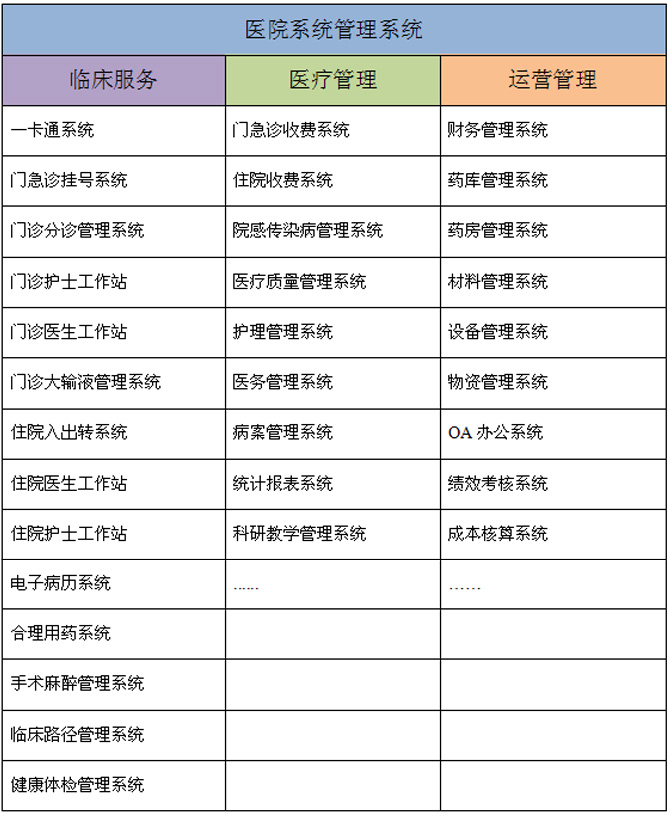 医院系统管理系统
临床服务 医疗管理 运营管理
一卡通系统 门急诊收费系统 财务管理系统
门急诊挂号系统 住院收费系统 药库管理系统
门诊分诊管理系统 院感传染病管理系统 药房管理系统
门诊护士工作站 医疗质量管理系统 材料管理系统
门诊医生工作站 护理管理系统 设备管理系统
门诊大输液管理系统 医务管理系统 物资管理系统
住院入出转系统 病案管理系统 OA 办公系统
住院医生工作站 统计报表系统 绩效考核系统
住院护士工作站 科研教学管理系统 成本核算系统
电子病历系统 ...... ……
合理用药系统
手术麻醉管理系统
临床路径管理系统
健康体检管理系统